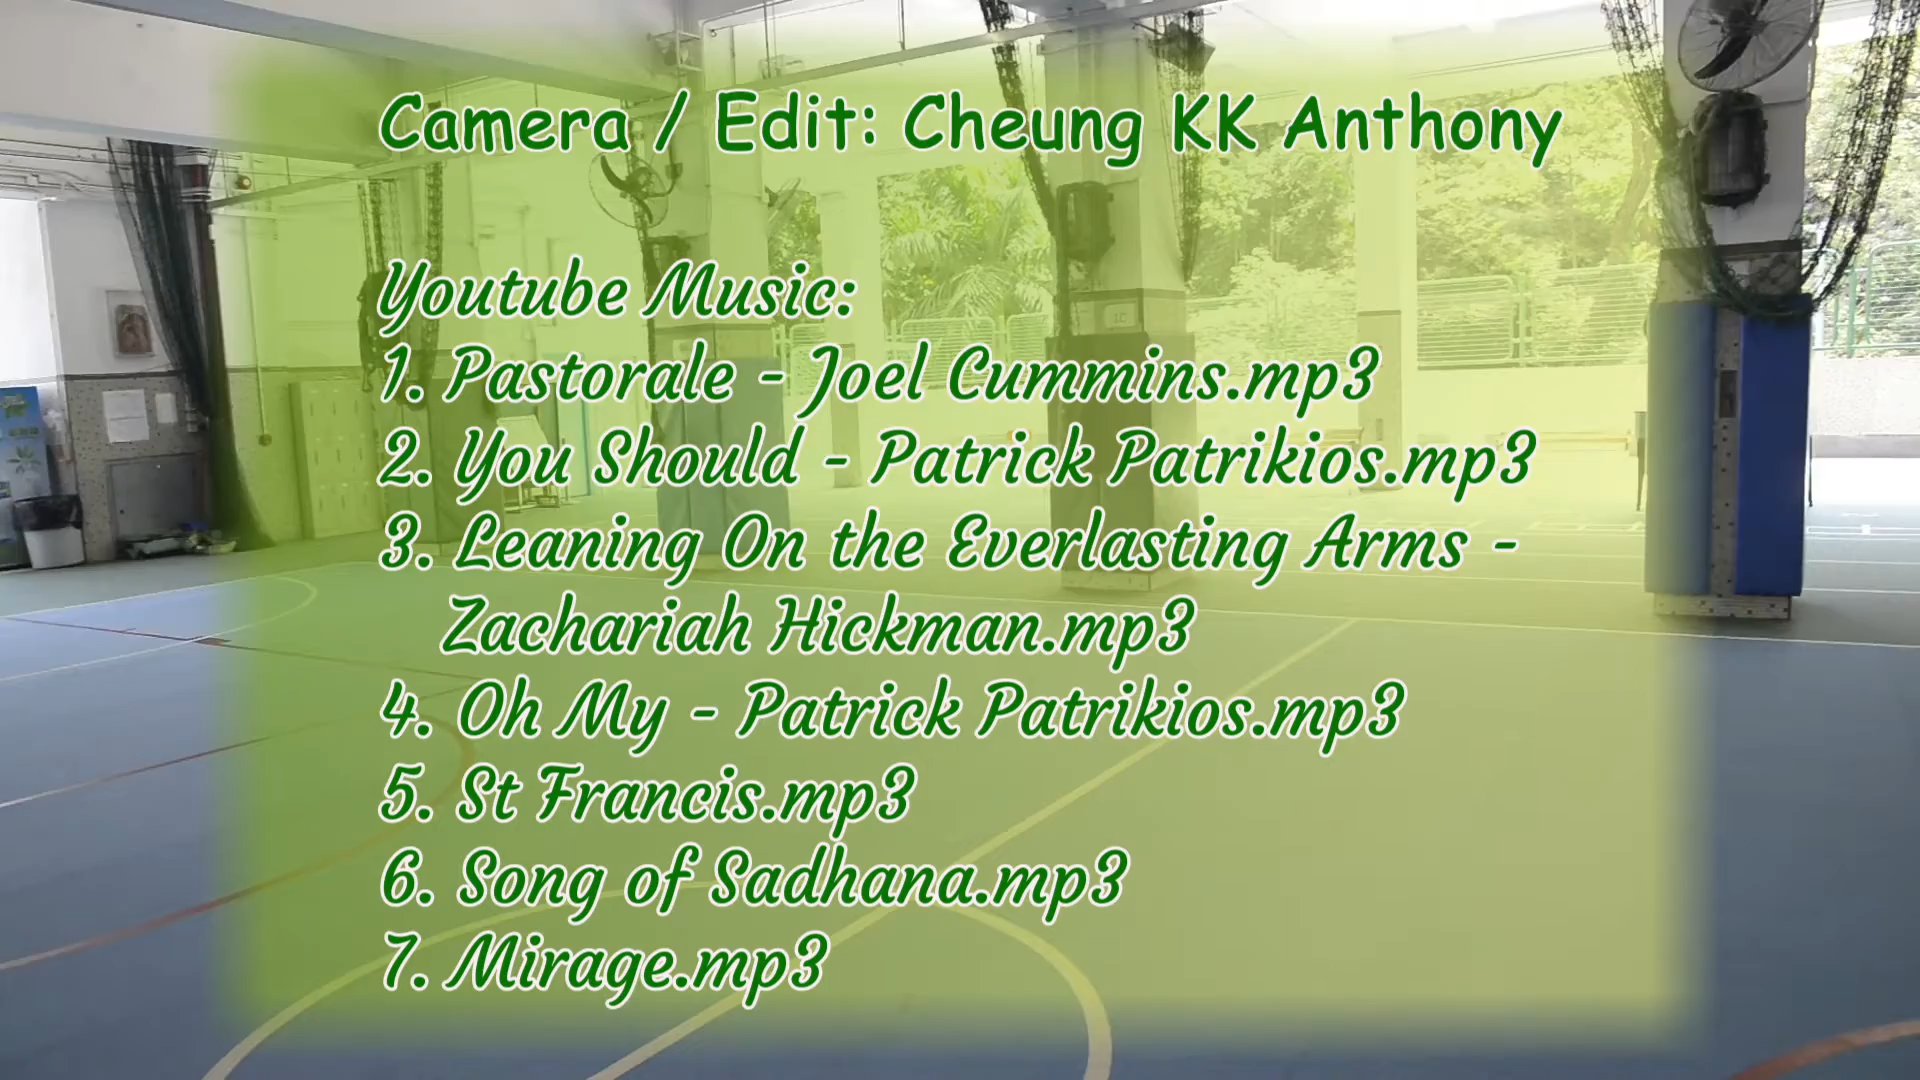 Camera / Edit: Cheung KK Anthony
Youtube Music:
1. Pastorale - Joel Cummins.mp3
2. You Should - Patrick Patrikios.mp3
3. Leaning On the Everlasting Arms -
Zachariah Hickman.mp3
4. Oh My - Patrick Patrikios.mp3
5. St Francis.mp3
6. Song of Sadhana.mp3
7. Mirage.mp3
1C